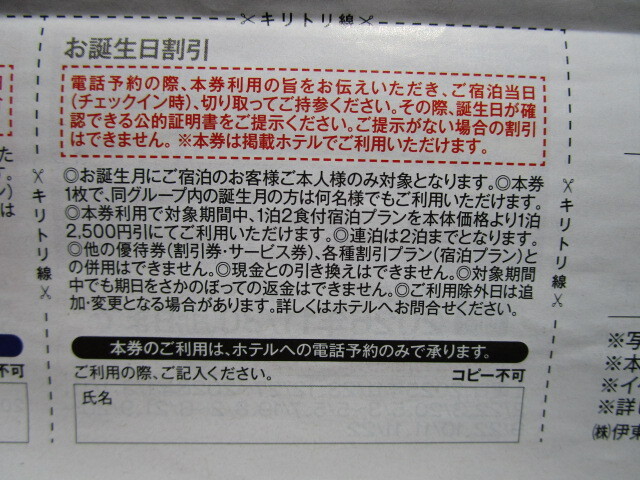 キリトリ線
お誕生日割引
電話予約の際、本券利用の旨をお伝えいただき、ご宿泊当日
(チェックイン時)、切り取ってご持参ください。その際、誕生日が確
認できる公的証明書をご提示ください。ご提示がない場合の割引
はできません。※本券は掲載ホテルでご利用いただけます。
◎お誕生月にご宿泊のお客様ご本人様のみ対象となります。◎本券
1枚で、同グループ内の誕生月の方は何名様でもご利用いただけます。
◎本券利用で対象期間中、1泊2食付宿泊プランを本体価格より1泊
2,500円引にてご利用いただけます。◎連泊は2泊までとなります。
◎他の優待券(割引券・サービス券)、各種割引プラン(宿泊プラン)と
の併用はできません。◎現金との引き換えはできません。◎対象期間
中でも期日をさかのぼっての返金はできません。◎ご利用除外日は追
加・変更となる場合があります。詳しくはホテルへお問合せください。
本券のご利用は、ホテルへの電話予約のみで承ります。
ご利用の際、ご記入ください。
コピー不可
氏名
キリトリ線
キリトリ線
不可
※写
※本
※イ
※詳
㈱伊東